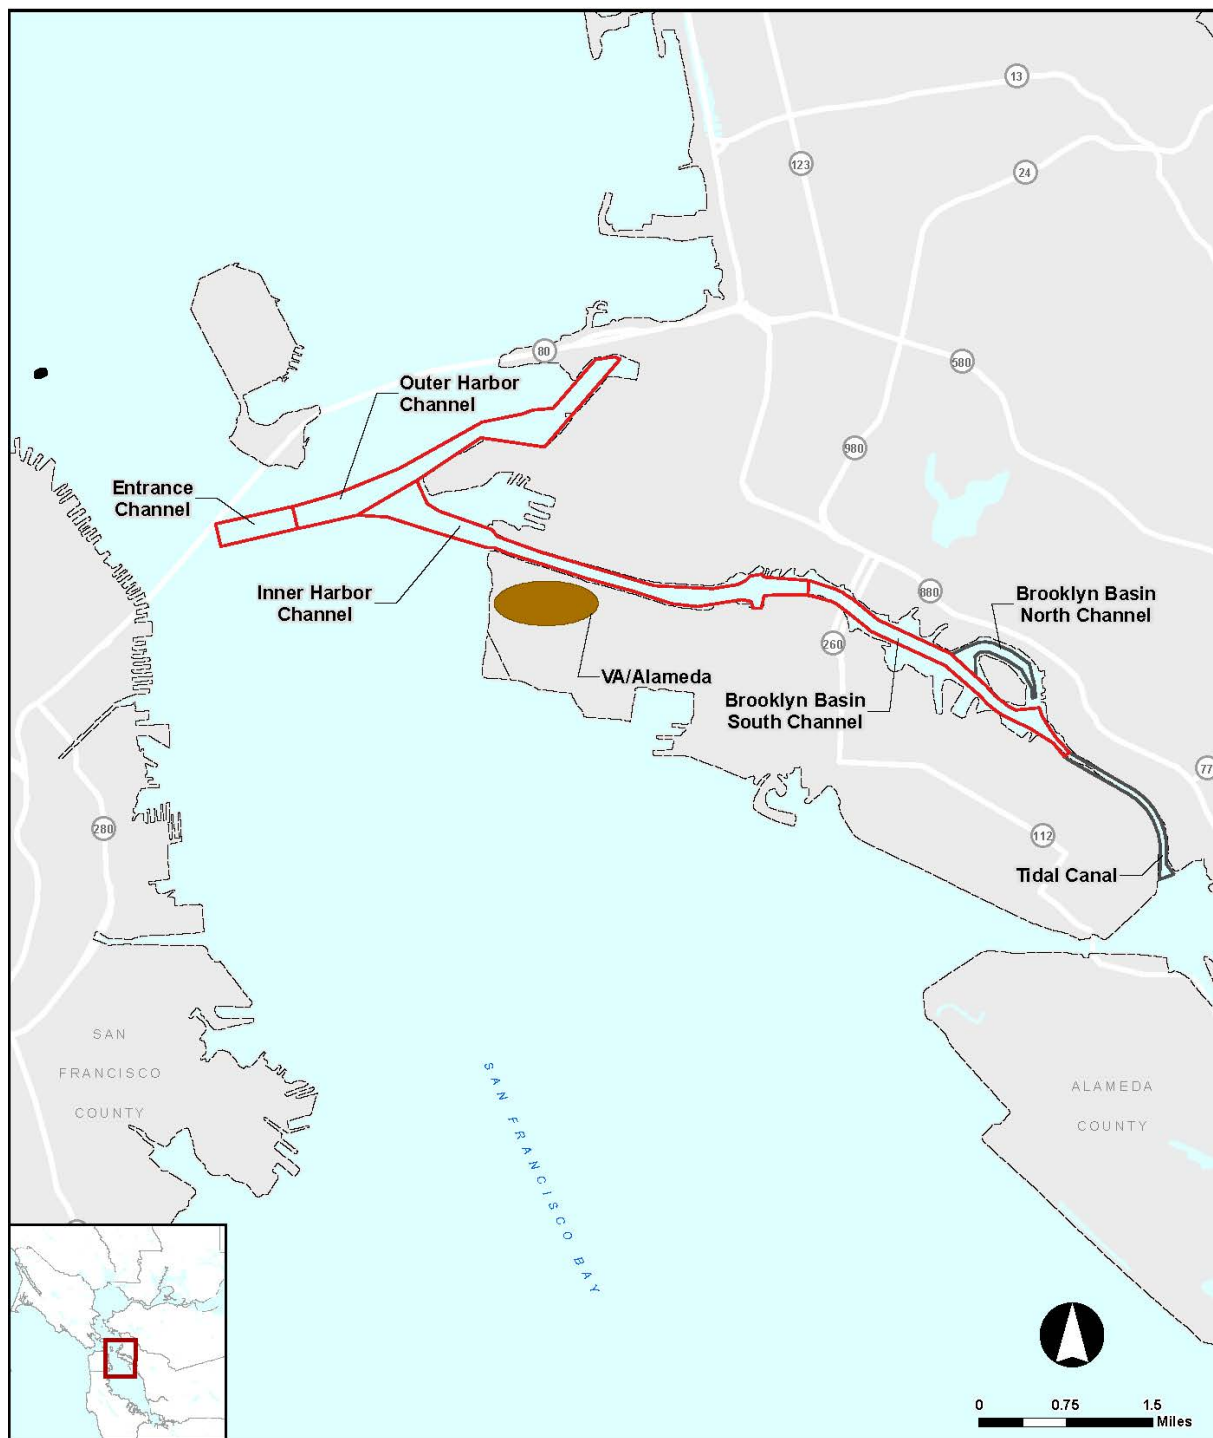 13
123
24
80
Outer Harbor
Channel
580
980
Entrance
Channel
Inner Harbor
Channel
880
Brooklyn Basin
North Channel
260
VA/Alameda
Brooklyn Basin
South Channel
77
280
112
Tidal Canal
SAN
FRANCISCO
COUNTY
SAN FRANCISCO BAY
ALAMEDA
COUNTY
0 0.75 1.5
Miles